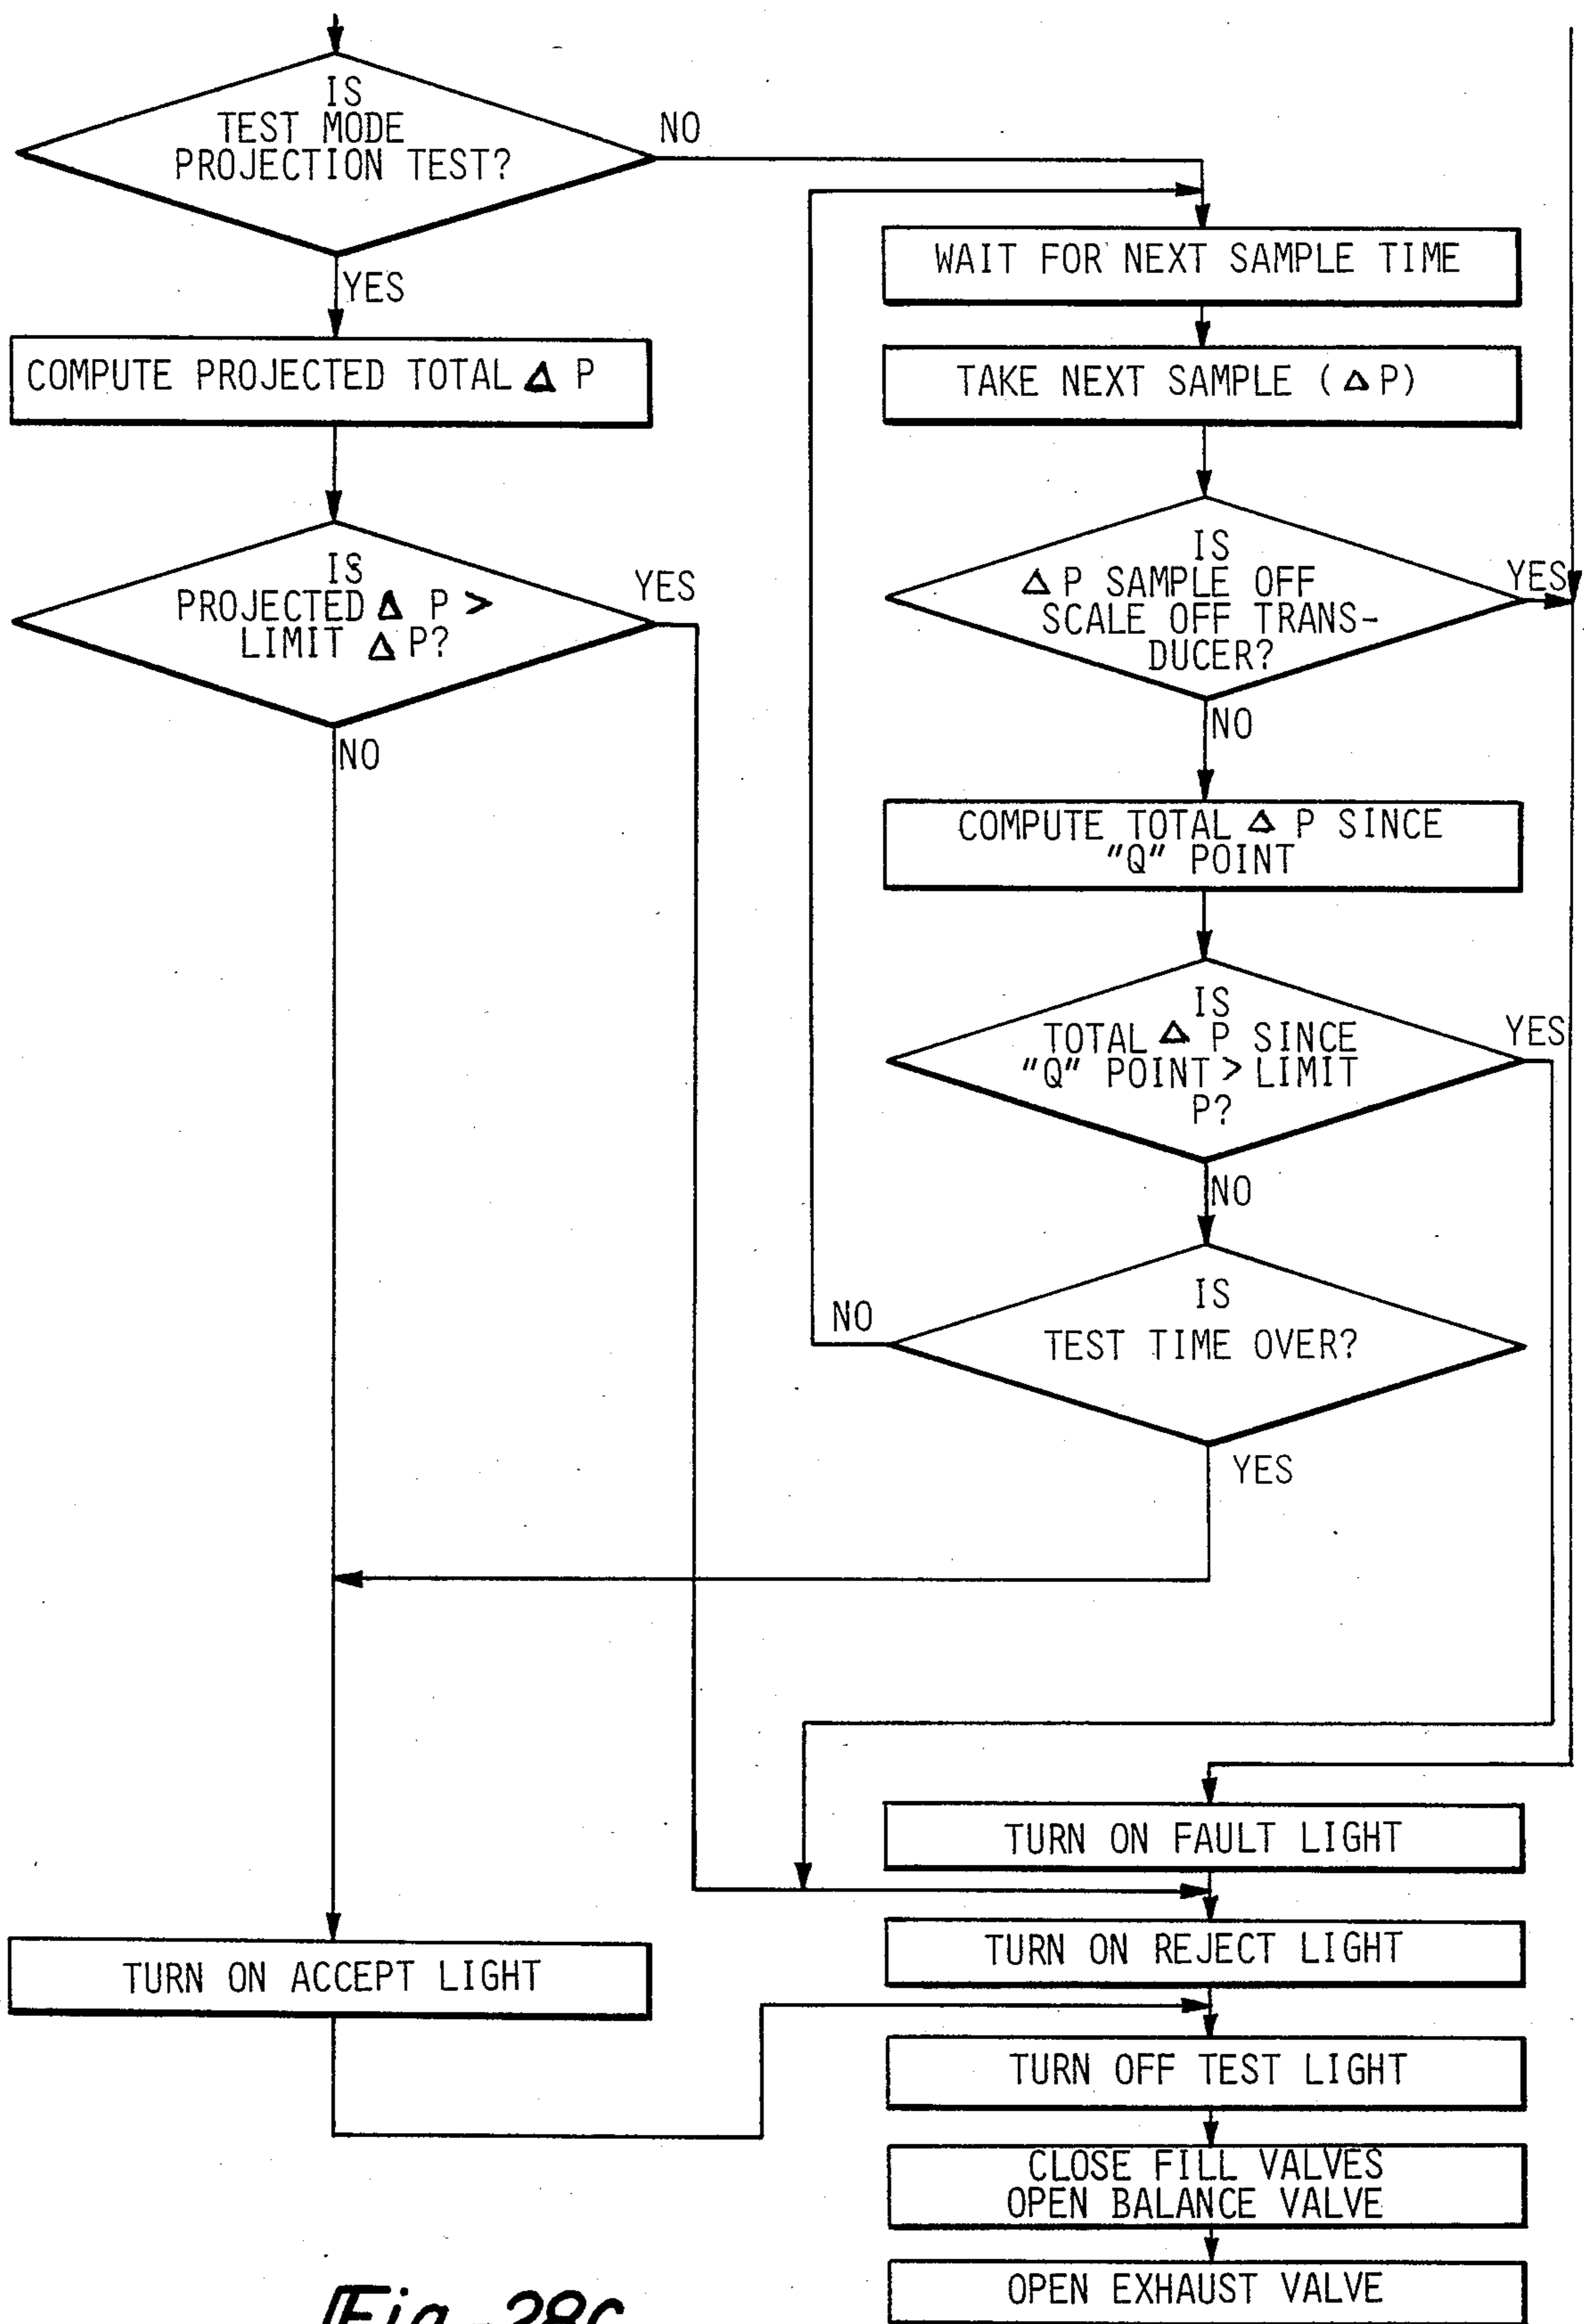 IS
TEST MODE
PROJECTION TEST?
NO
YES
COMPUTE PROJECTED TOTAL Δ P
IS
PROJECTED Δ P >
LIMIT Δ P?
YES
NO
WAIT FOR NEXT SAMPLE TIME
TAKE NEXT SAMPLE (Δ P)
IS
Δ P SAMPLE OFF
SCALE OFF TRANS-
DUCER?
YES
NO
COMPUTE TOTAL Δ P SINCE
"Q" POINT
IS
TOTAL Δ P SINCE
"Q" POINT > LIMIT
P?
YES
NO
IS
TEST TIME OVER?
NO
YES
TURN ON FAULT LIGHT
TURN ON REJECT LIGHT
TURN ON ACCEPT LIGHT
TURN OFF TEST LIGHT
CLOSE FILL VALVES
OPEN BALANCE VALVE
OPEN EXHAUST VALVE
Fig-28C